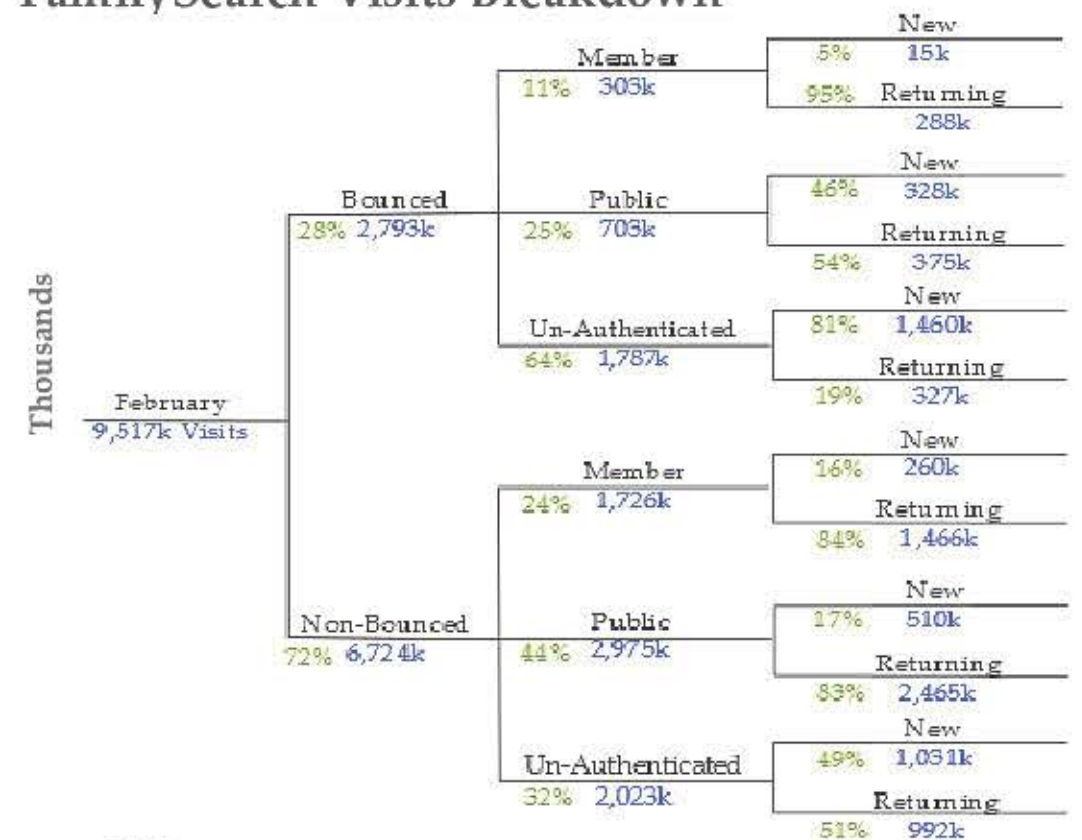 FamilySearch Visits Breakdown
Thousands
February
9,517k Visits
Bounced
28% 2,793k
Member
11% 303k
New
5% 15k
95% Returning
288k
Public
25% 703k
New
46% 328k
Returning
54% 375k
Un-Authenticated
64% 1,787k
New
81% 1,460k
Returning
19% 327k
Non-Bounced
72% 6,724k
Member
24% 1,726k
New
16% 260k
Returning
84% 1,466k
Public
44% 2,975k
New
17% 510k
Returning
83% 2,465k
Un-Authenticated
32% 2,023k
New
49% 1,031k
Returning
51% 992k